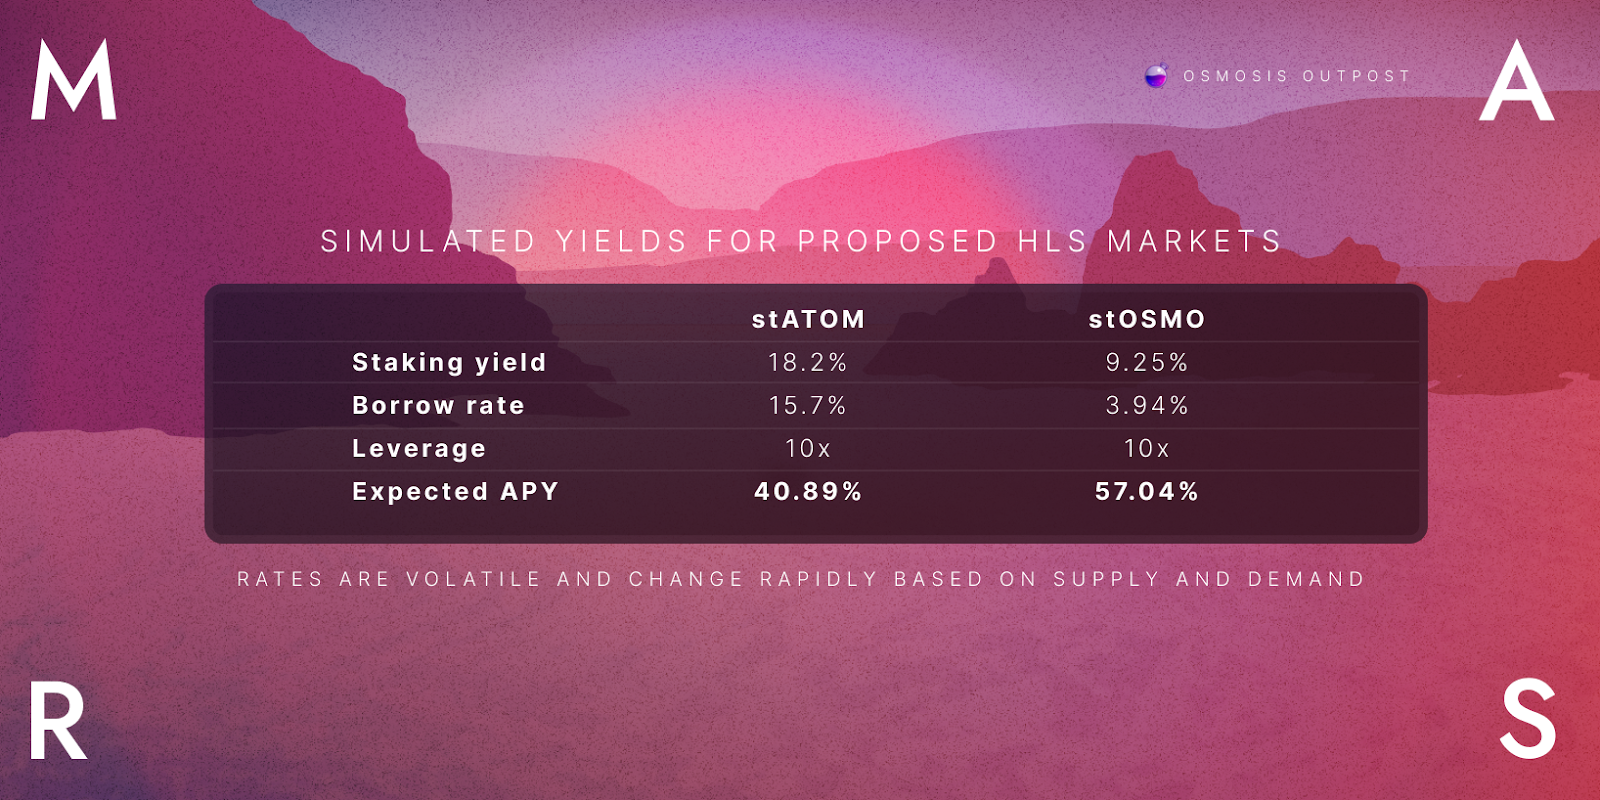 M A
OSMOSIS OUTPOST
SIMULATED YIELDS FOR PROPOSED HLS MARKETS
stATOM stOSMO
Staking yield 18.2% 9.25%
Borrow rate 15.7% 3.94%
Leverage 10x 10x
Expected APY 40.89% 57.04%
RATES ARE VOLATILE AND CHANGE RAPIDLY BASED ON SUPPLY AND DEMAND
R S